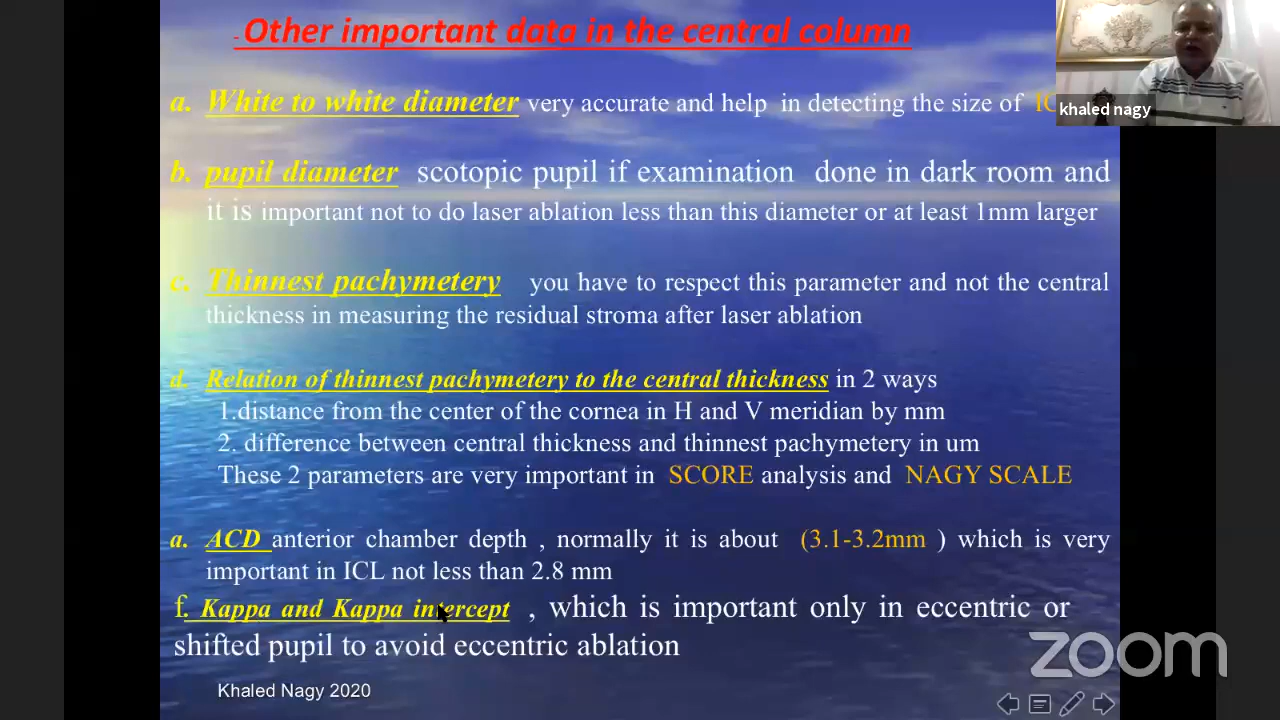 - Other important data in the central column
a. White to white diameter very accurate and help in detecting the size of
khaled nagy
b. pupil diameter scotopic pupil if examination done in dark room and
it is important not to do laser ablation less than this diameter or at least 1mm larger
c. Thinnest pachymetery you have to respect this parameter and not the central
thickness in measuring the residual stroma after laser ablation
d. Relation of thinnest pachymetery to the central thickness in 2 ways
1.distance from the center of the cornea in H and V meridian by mm
2. difference between central thickness and thinnest pachymetery in um
These 2 parameters are very important in SCORE analysis and NAGY SCALE
a. ACD anterior chamber depth , normally it is about (3.1-3.2mm ) which is very
important in ICL not less than 2.8 mm
f. Kappa and Kappa intercept , which is important only in eccentric or
shifted pupil to avoid eccentric ablation
zoom
Khaled Nagy 2020